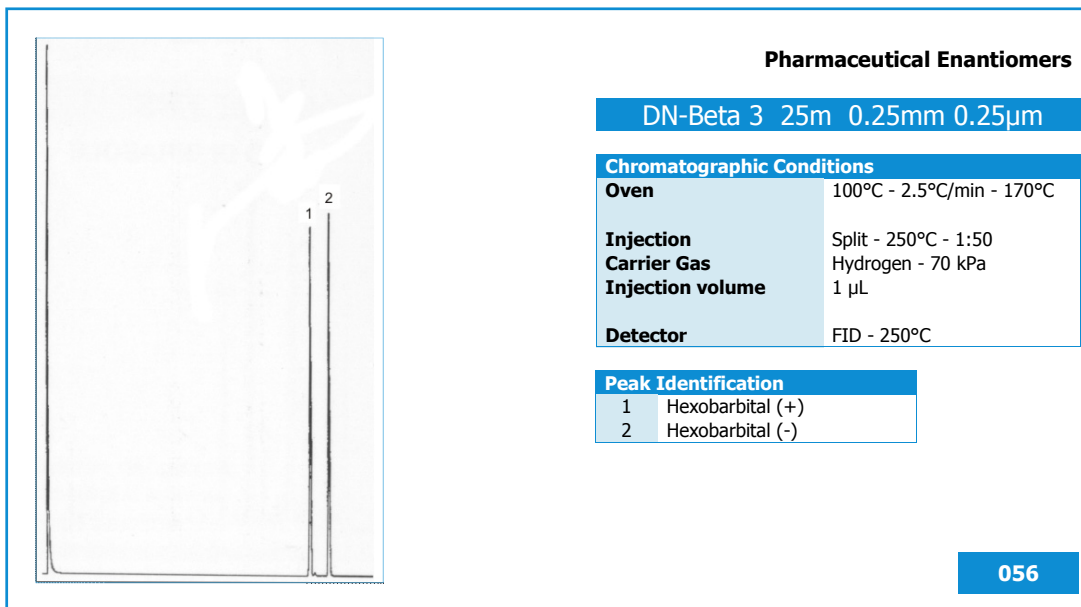 Pharmaceutical Enantiomers
DN-Beta 3 25m 0.25mm 0.25µm
Chromatographic Conditions
Oven 100°C - 2.5°C/min - 170°C
Injection Split - 250°C - 1:50
Carrier Gas Hydrogen - 70 kPa
Injection volume 1 µL
Detector FID - 250°C
Peak Identification
1 Hexobarbital (+)
2 Hexobarbital (-)
1
2
056